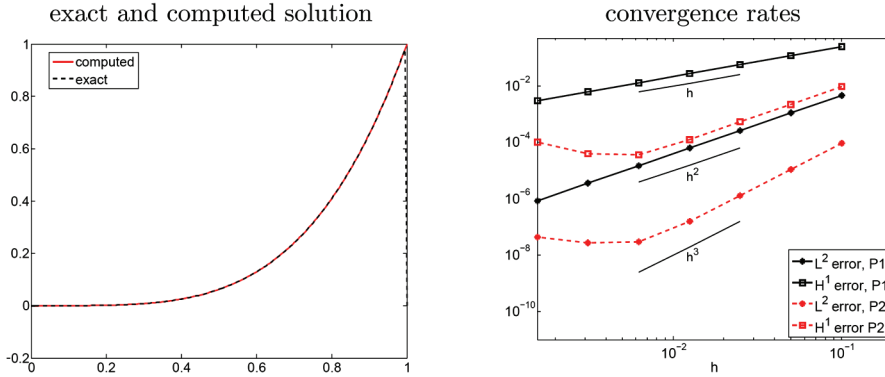 exact and computed solution
convergence rates
computed
exact
1
0.8
0.6
0.4
0.2
0
-0.2
0 0.2 0.4 0.6 0.8 1
10^-2
10^-4
10^-6
10^-8
10^-10
h
h^2
h^3
L^2 error, P1
H^1 error, P1
L^2 error, P2
H^1 error P2
10^-2 10^-1
h